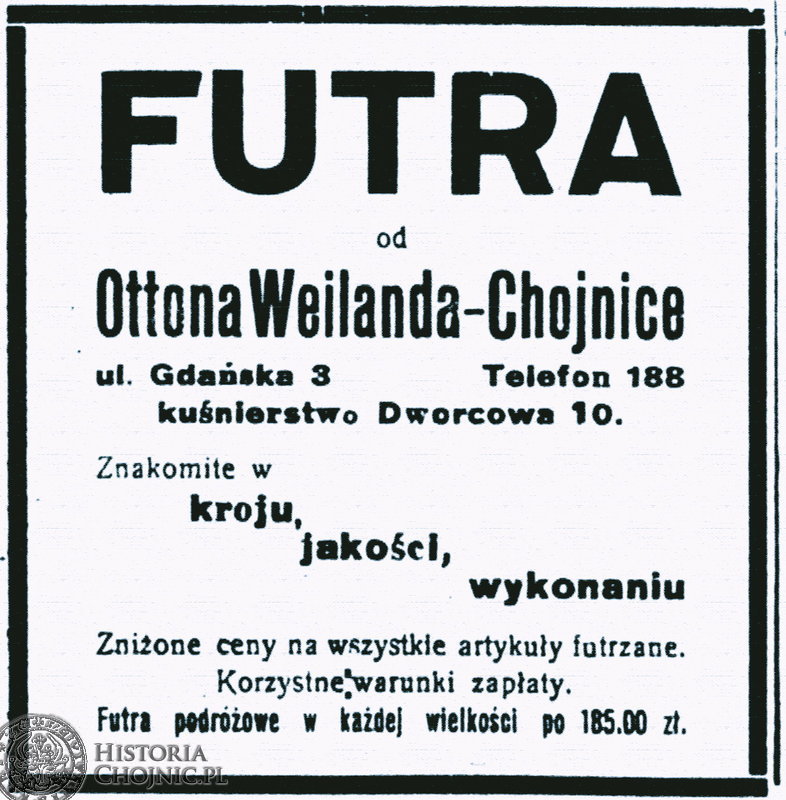 FUTRA
od
Ottona Weilanda-Chojnice
ul. Gdańska 3 Telefon 188
kuśnierstwo Dworcowa 10.
Znakomite w
kroju,
jakości,
wykonaniu
Zniżone ceny na wszystkie artykuły futrzane.
Korzystne warunki zapłaty.
Futra podróżowe w każdej wielkości po 185.00 zł.
HISTORIA
CHOJNIC.PL